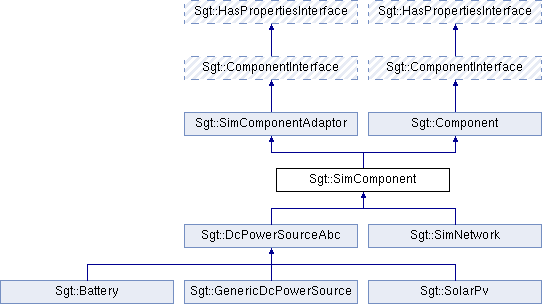 Sgt::HasPropertiesInterface Sgt::HasPropertiesInterface
Sgt::ComponentInterface Sgt::ComponentInterface
Sgt::SimComponentAdaptor Sgt::Component
Sgt::SimComponent
Sgt::DcPowerSourceAbc Sgt::SimNetwork
Sgt::Battery Sgt::GenericDcPowerSource Sgt::SolarPv